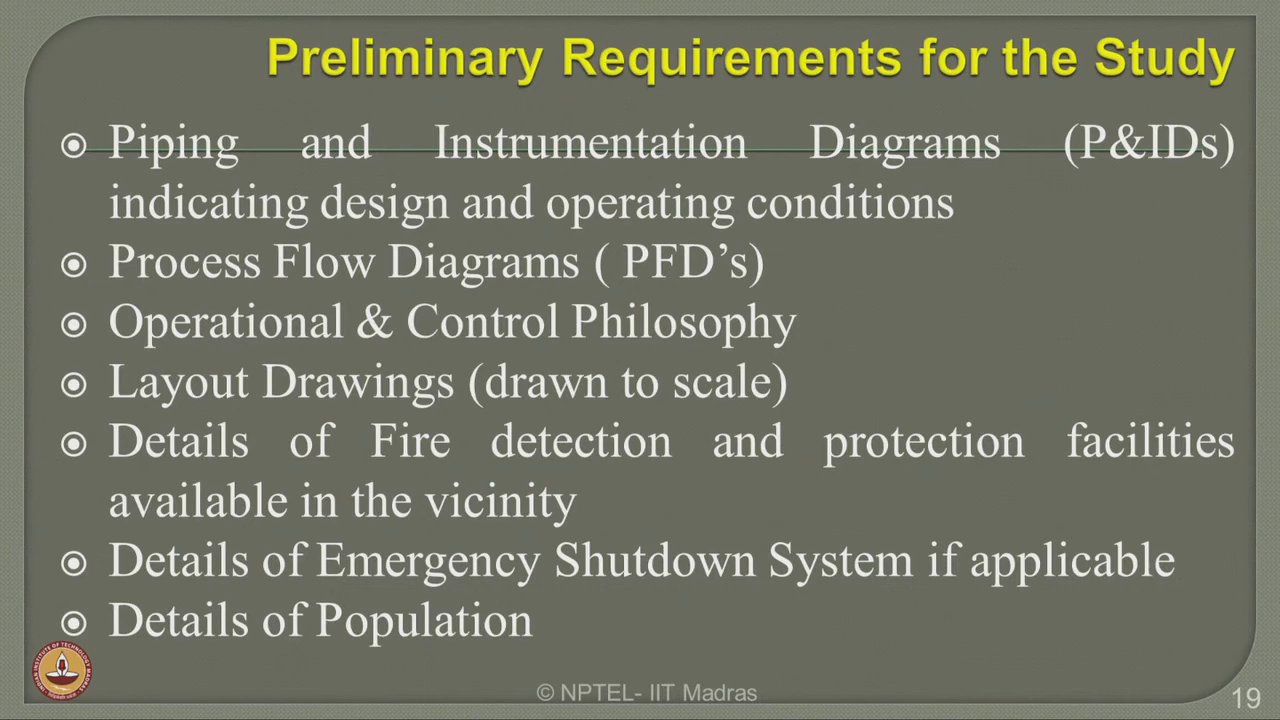 Preliminary Requirements for the Study
Piping and Instrumentation Diagrams (P&IDs)
indicating design and operating conditions
Process Flow Diagrams ( PFD’s)
Operational & Control Philosophy
Layout Drawings (drawn to scale)
Details of Fire detection and protection facilities
available in the vicinity
Details of Emergency Shutdown System if applicable
Details of Population
© NPTEL- IIT Madras
19